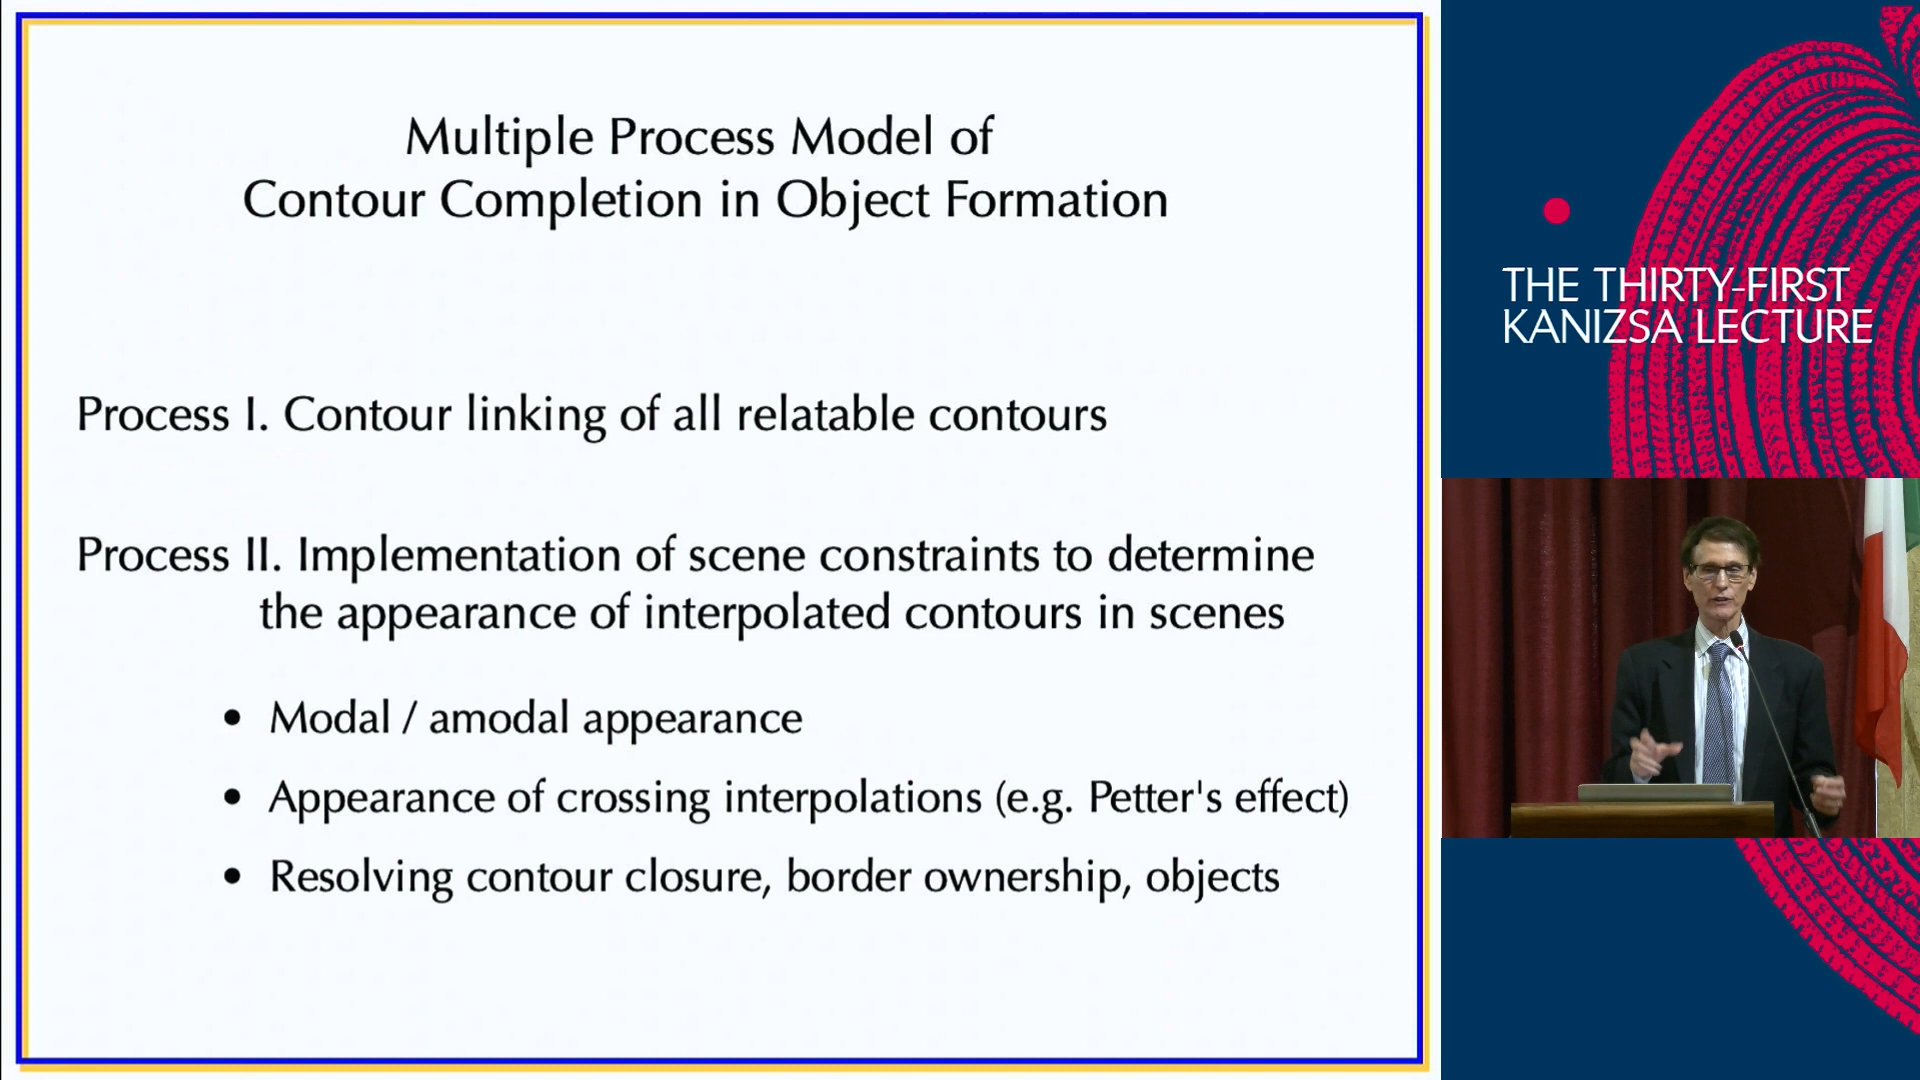 Multiple Process Model of
Contour Completion in Object Formation
Process I. Contour linking of all relatable contours
Process II. Implementation of scene constraints to determine
the appearance of interpolated contours in scenes
• Modal / amodal appearance
• Appearance of crossing interpolations (e.g. Petter's effect)
• Resolving contour closure, border ownership, objects
THE THIRTY-FIRST
KANIZSA LECTURE